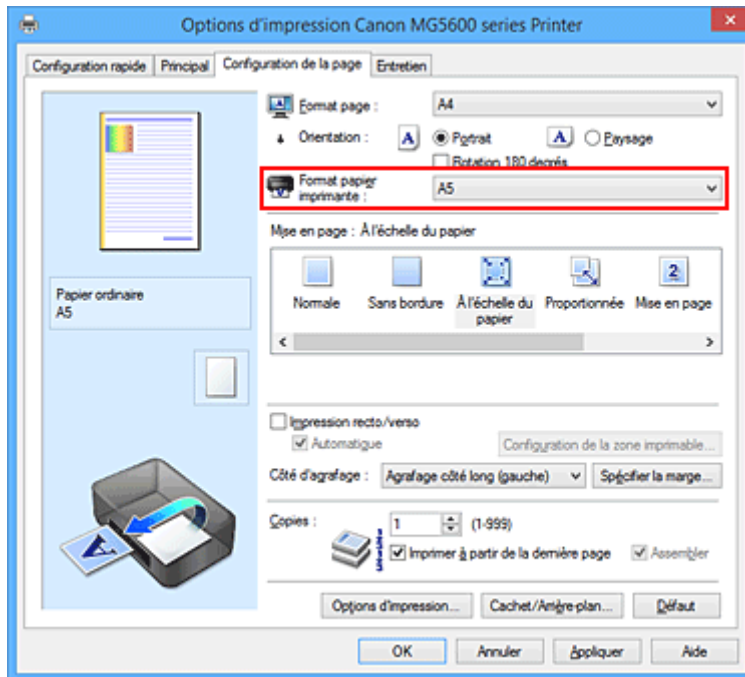 Options d'impression Canon MG5600 series Printer
Configuration rapide Principal Configuration de la page Entretien
Format page : A4
Orientation : A Portrait A Paysage
Rotation 180 degrés
Format papier
imprimante : A5
Mise en page : À l'échelle du papier
Normale Sans bordure À l'échelle du papier Proportionnée Mise en page
Papier ordinaire
A5
Impression recto/verso
Automatique Configuration de la zone imprimable...
Côté d'agrafage : Agrafage côté long (gauche) Spécifier la marge...
Copies : 1 (1-999)
Imprimer à partir de la dernière page Assembler
Options d'impression... Cachet/Arrière-plan... Défaut
OK Annuler Appliquer Aide